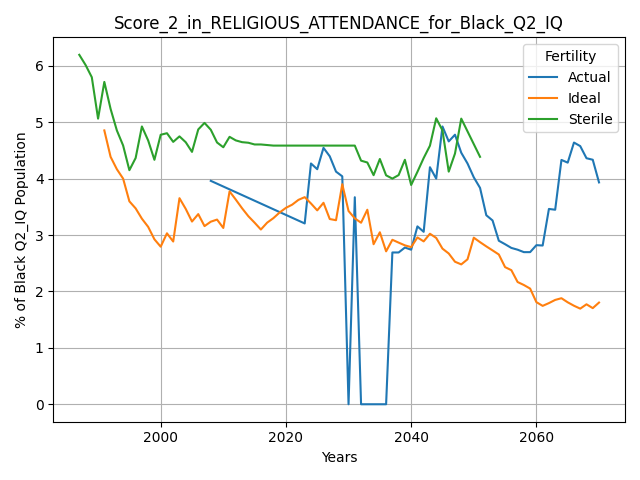 Score_2_in_RELIGIOUS_ATTENDANCE_for_Black_Q2_IQ
% of Black Q2_IQ Population
6
5
4
3
2
1
0
Fertility
Actual
Ideal
Sterile
2000
2020
2040
2060
Years